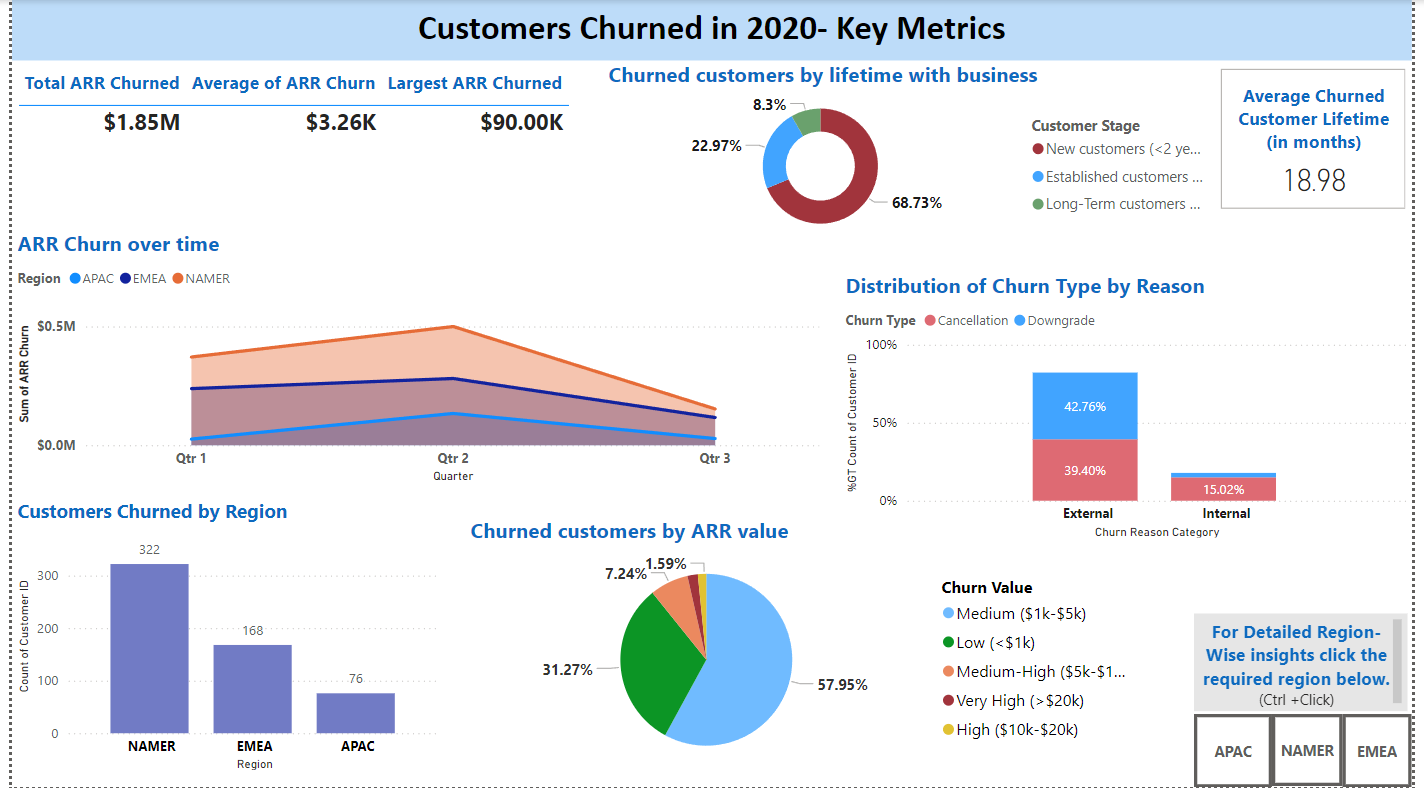 Customers Churned in 2020- Key Metrics
Total ARR Churned Average of ARR Churn Largest ARR Churned
$1.85M $3.26K $90.00K
Churned customers by lifetime with business
8.3%
22.97%
68.73%
Customer Stage
New customers (<2 ye...
Established customers ...
Long-Term customers ...
Average Churned
Customer Lifetime
(in months)
18.98
ARR Churn over time
Region APAC EMEA NAMER
Sum of ARR Churn
$0.5M
$0.0M
Qtr 1 Qtr 2 Qtr 3
Quarter
Distribution of Churn Type by Reason
Churn Type Cancellation Downgrade
%GT Count of Customer ID
100%
50%
0%
42.76%
39.40%
15.02%
External Internal
Churn Reason Category
Customers Churned by Region
Count of Customer ID
300
200
100
0
322
168
76
NAMER EMEA APAC
Region
Churned customers by ARR value
1.59%
7.24%
31.27%
57.95%
Churn Value
Medium ($1k-$5k)
Low (<$1k)
Medium-High ($5k-$1...
Very High (>$20k)
High ($10k-$20k)
For Detailed Region-
Wise insights click the
required region below.
(Ctrl +Click)
APAC NAMER EMEA